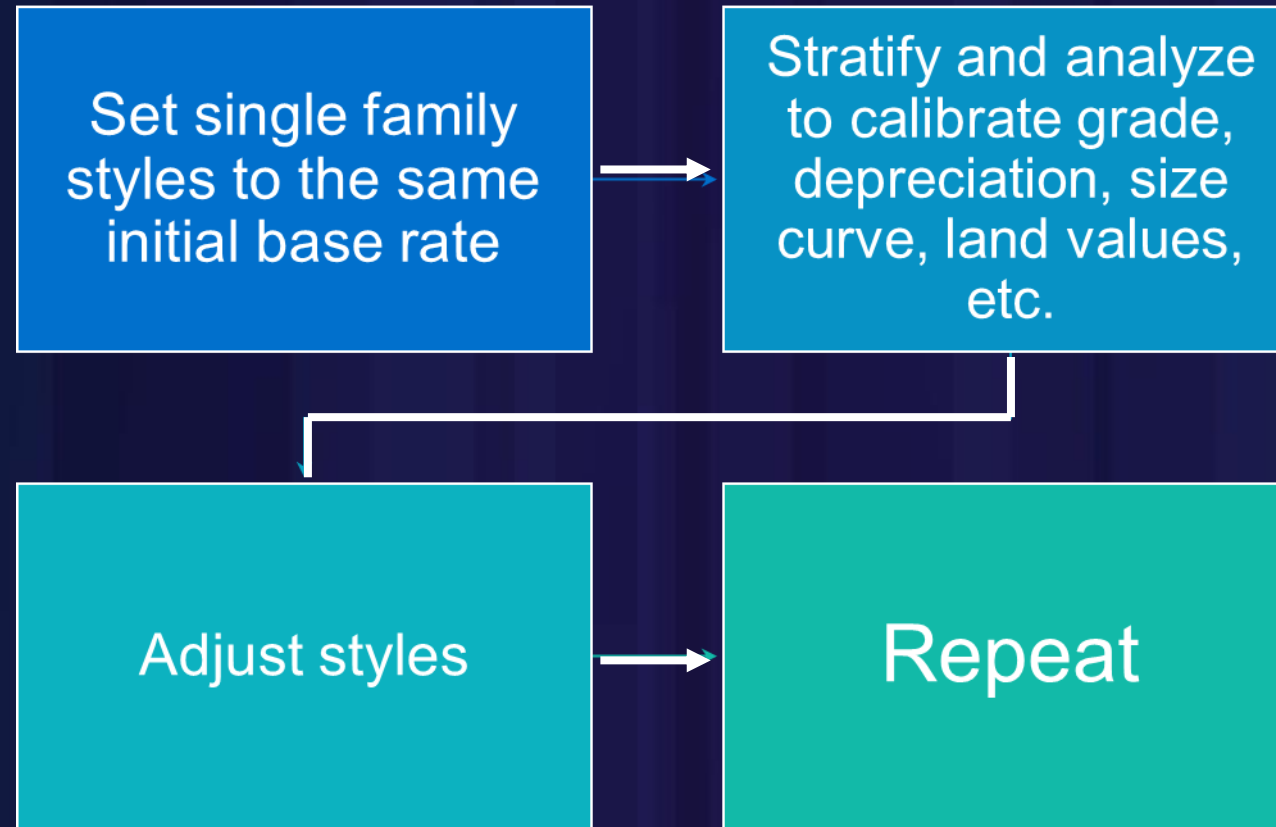 Set single family
styles to the same
initial base rate
Stratify and analyze
to calibrate grade,
depreciation, size
curve, land values,
etc.
Adjust styles
Repeat